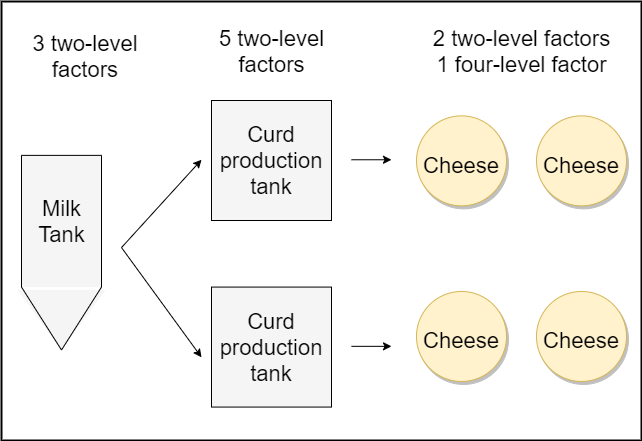 3 two-level
factors
5 two-level
factors
2 two-level factors
1 four-level factor
Milk
Tank
Curd
production
tank
Cheese
Cheese
Curd
production
tank
Cheese
Cheese